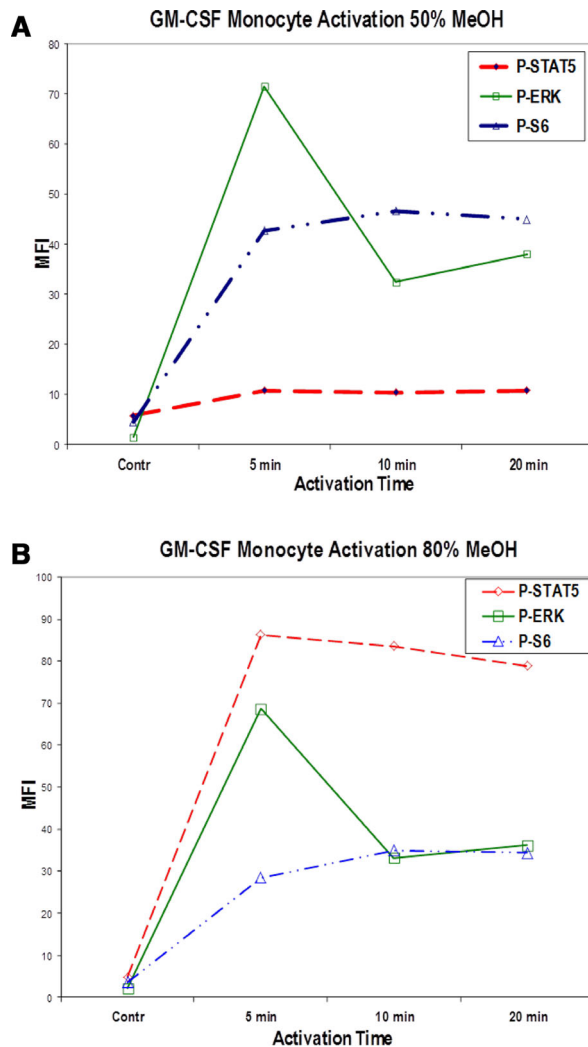 A
GM-CSF Monocyte Activation 50% MeOH
80
70
60
50
40
30
20
10
0
MFI
P-STAT5
P-ERK
P-S6
Contr
5 min
10 min
20 min
Activation Time
B
GM-CSF Monocyte Activation 80% MeOH
100
90
80
70
60
50
40
30
20
10
0
MFI
P-STAT5
P-ERK
P-S6
Contr
5 min
10 min
20 min
Activation Time